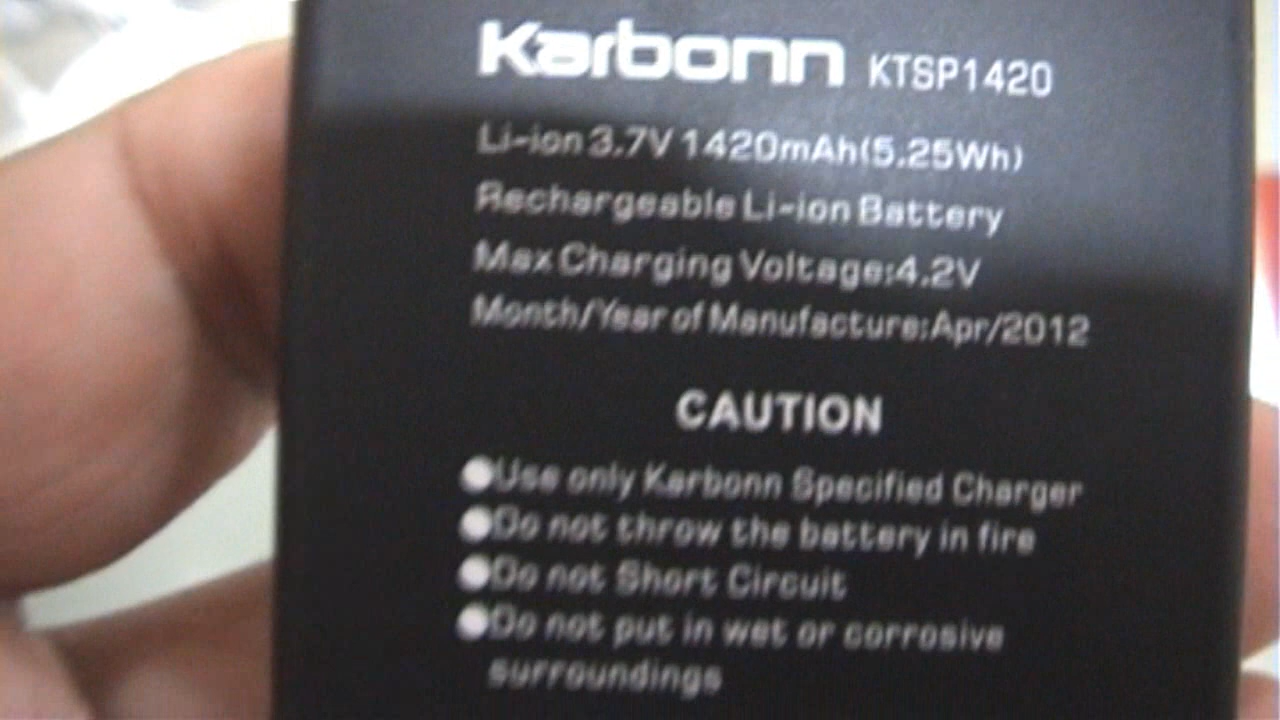 Karbonn KTSP1420
Li-ion 3.7V 1420mAh(5.25Wh)
Rechargeable Li-ion Battery
Max Charging Voltage:4.2V
Month/Year of Manufacture:Apr/2012
CAUTION
●Use only Karbonn Specified Charger
●Do not throw the battery in fire
●Do not Short Circuit
●Do not put in wet or corrosive
surroundings